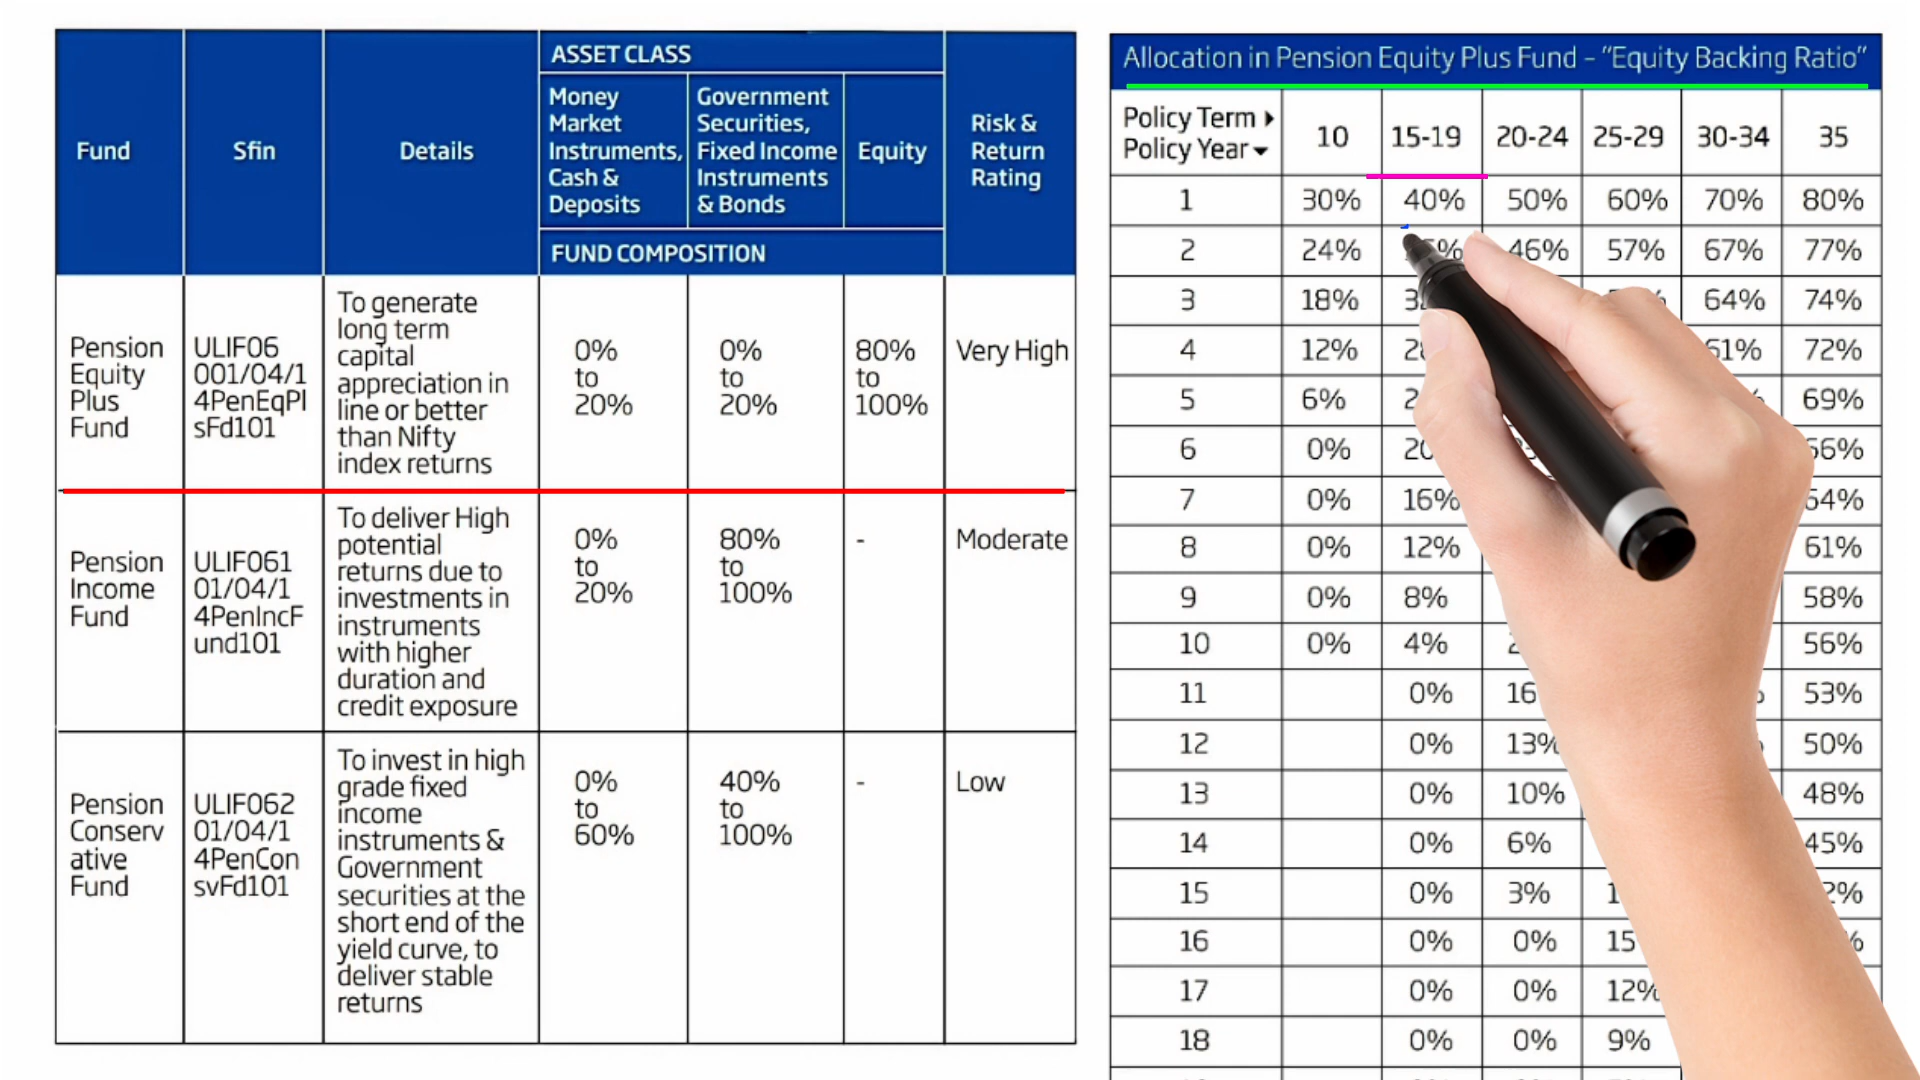 Fund
Sfin
Details
ASSET CLASS
Money
Market
Instruments,
Cash &
Deposits
Government
Securities,
Fixed Income
Instruments
& Bonds
Equity
FUND COMPOSITION
Risk &
Return
Rating
Pension
Equity
Plus
Fund
ULIF06
001/04/1
4PenEqPl
sFd101
To generate
long term
capital
appreciation in
line or better
than Nifty
index returns
0%
to
20%
0%
to
20%
80%
to
100%
Very High
Pension
Income
Fund
ULIF061
01/04/1
4PenIncF
und101
To deliver High
potential
returns due to
investments in
instruments
with higher
duration and
credit exposure
0%
to
20%
80%
to
100%
-
Moderate
Pension
Conserv
ative
Fund
ULIF062
01/04/1
4PenCon
svFd101
To invest in high
grade fixed
income
instruments &
Government
securities at the
short end of the
yield curve, to
deliver stable
returns
0%
to
60%
40%
to
100%
-
Low
Allocation in Pension Equity Plus Fund – “Equity Backing Ratio”
Policy Term
Policy Year
10 15-19 20-24 25-29 30-34 35
1 30% 40% 50% 60% 70% 80%
2 24% 46% 57% 67% 77%
3 18% 64% 74%
4 12% 72%
5 6% 69%
6 0%
7 0% 16%
8 0% 12% 61%
9 0% 8% 58%
10 0% 4% 56%
11 0% 53%
12 0% 13% 50%
13 0% 10% 48%
14 0% 6% 45%
15 0% 3%
16 0% 0%
17 0% 0% 12%
18 0% 0% 9%